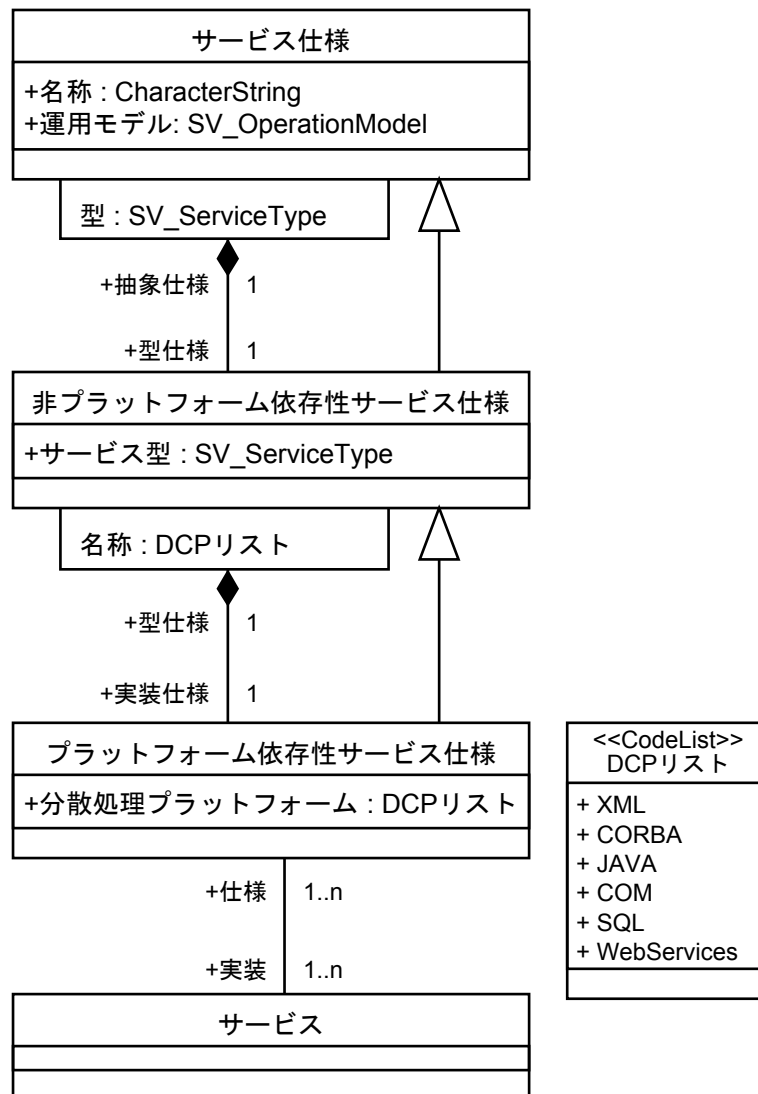 サービス仕様
+名称 : CharacterString
+運用モデル: SV_OperationModel
型 : SV_ServiceType
+抽象仕様 1
+型仕様 1
非プラットフォーム依存性サービス仕様
+サービス型 : SV_ServiceType
名称 : DCPリスト
+型仕様 1
+実装仕様 1
プラットフォーム依存性サービス仕様
+分散処理プラットフォーム : DCPリスト
+仕様 1..n
+実装 1..n
サービス
<<CodeList>>
DCPリスト
+ XML
+ CORBA
+ JAVA
+ COM
+ SQL
+ WebServices